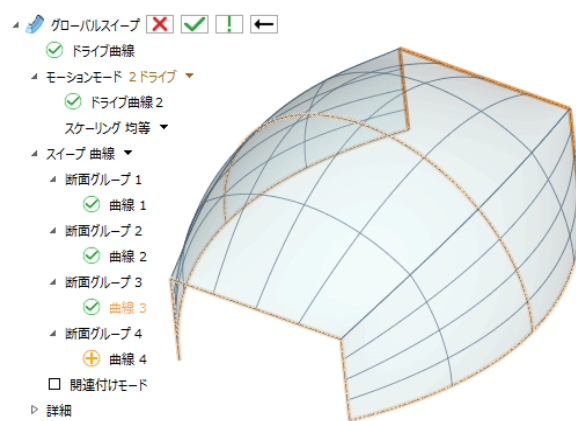 グローバルスイープ
ドライブ曲線
モーションモード 2 ドライブ
ドライブ曲線 2
スケーリング 均等
スイープ 曲線
断面グループ 1
曲線 1
断面グループ 2
曲線 2
断面グループ 3
曲線 3
断面グループ 4
曲線 4
関連付けモード
詳細